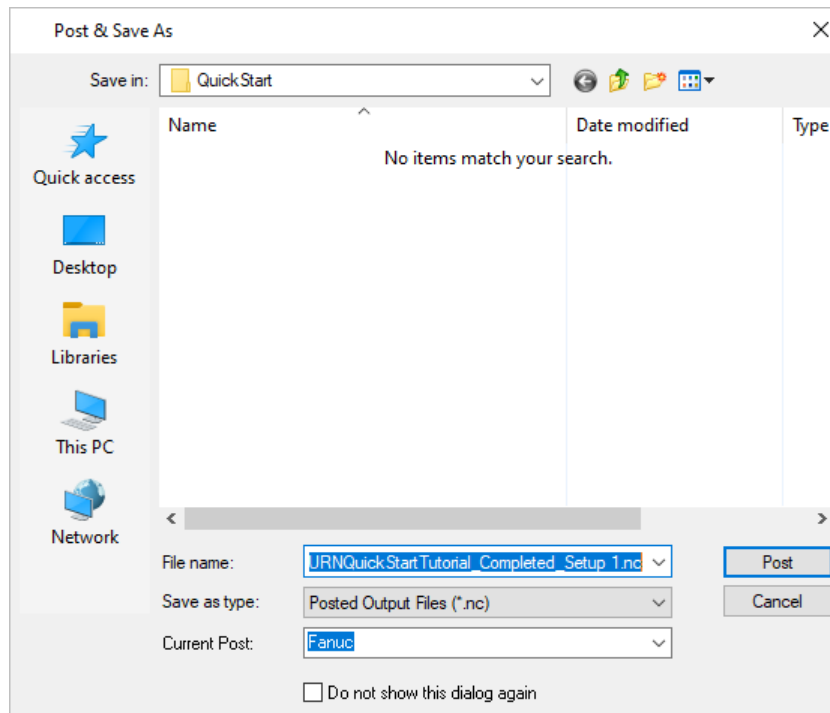 Post & Save As
Save in: QuickStart
Name Date modified Type
No items match your search.
Quick access
Desktop
Libraries
This PC
Network
File name: URNQuickStartTutorial_Completed_Setup 1.nc Post
Save as type: Posted Output Files (*.nc) Cancel
Current Post: Fanuc
Do not show this dialog again